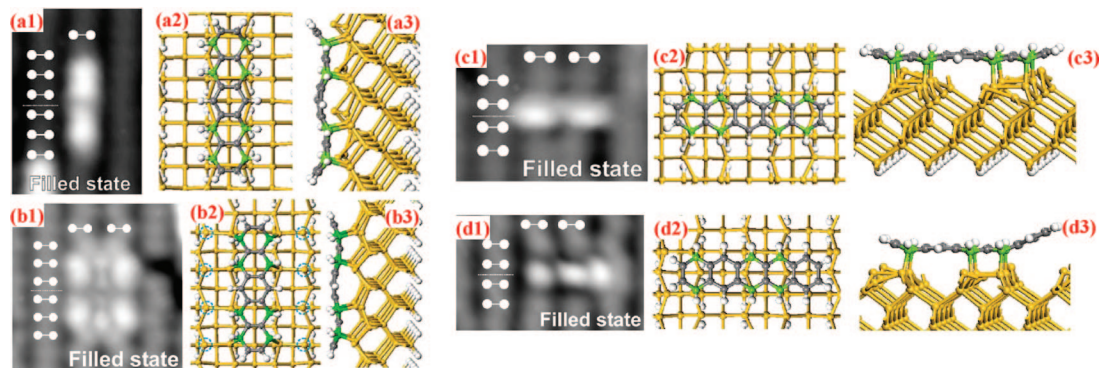 (a1)
(a2)
(a3)
Filled state
(b1)
(b2)
(b3)
Filled state
(c1)
(c2)
(c3)
Filled state
(d1)
(d2)
(d3)
Filled state